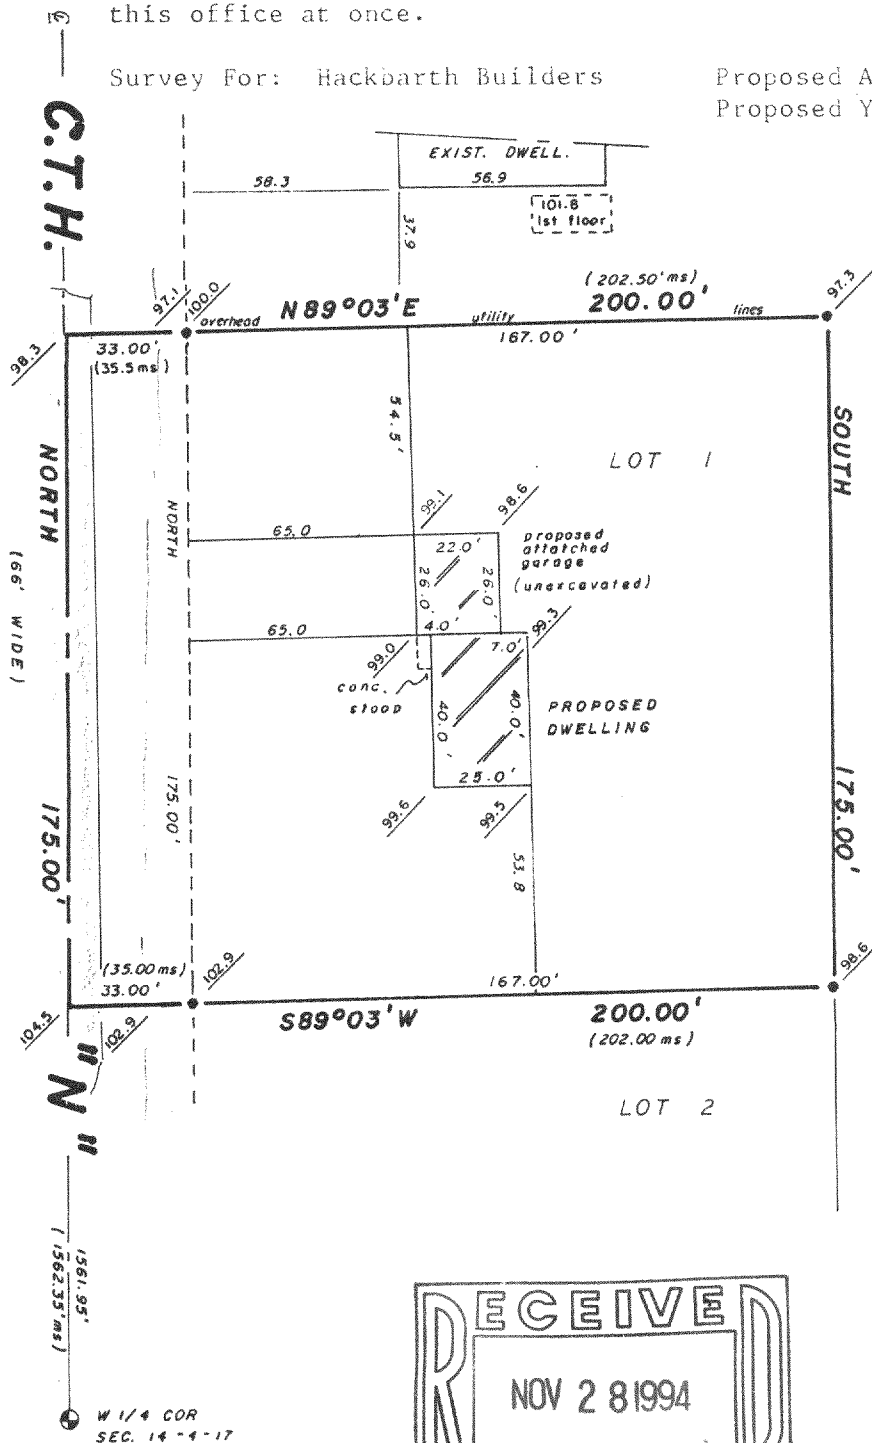 this office at once.
Survey For: Hackbarth Builders
Proposed A
Proposed Y
℄
C.T.H.
EXIST. DWELL.
58.3
56.9
101.8
1st floor
37.9
(202.50'ms)
97.3
97.1
100.0
overhead
N89°03'E
utility
200.00'
lines
98.3
33.00'
(35.5ms)
167.00'
54.5'
NORTH
NORTH
SOUTH
LOT 1
(66' WIDE)
99.1
98.6
65.0
22.0'
proposed
attatched
garage
(unexcavated)
26.0'
26.0'
4.0'
65.0
99.3
99.0
7.0'
conc.
stoop
40.0'
40.0'
PROPOSED
DWELLING
25.0'
99.6
99.5
175.00'
175.00'
175.00'
53.8
(35.00ms)
33.00'
102.9
167.00'
98.6
104.5
102.9
S89°03'W
200.00'
(202.00ms)
"N"
LOT 2
1561.95'
(1562.35'ms)
RECEIVED
NOV 28 1994
W 1/4 COR
SEC. 14-4-17